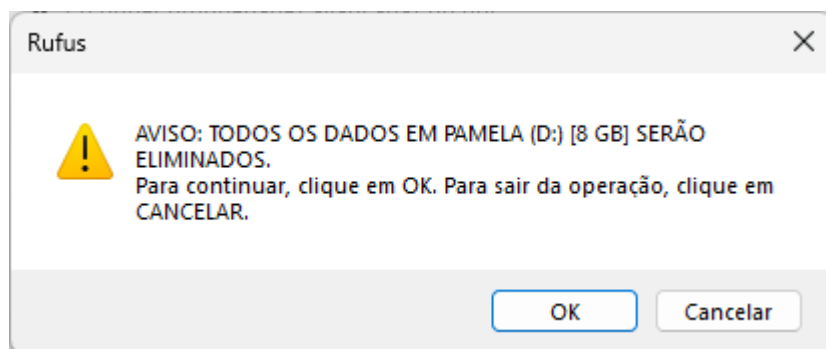 Rufus
AVISO: TODOS OS DADOS EM PAMELA (D:) [8 GB] SERÃO
ELIMINADOS.
Para continuar, clique em OK. Para sair da operação, clique em
CANCELAR.
OK
Cancelar